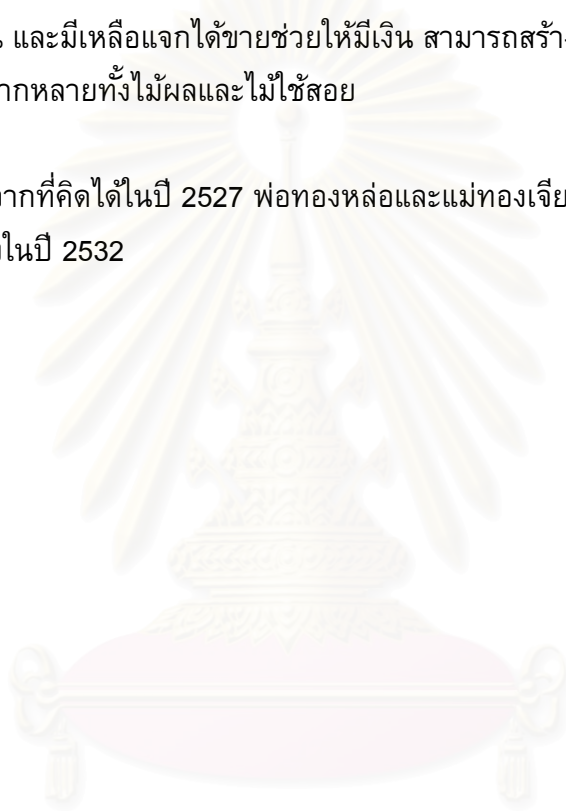 และมีเหลือแจกได้ขายช่วยให้มีเงิน สามารถสร้าง
ากหลายทั้งไม้ผลและไม้ใช้สอย
ากที่คิดได้ในปี 2527 พ่อทองหล่อและแม่ทองเจีย
ในปี 2532